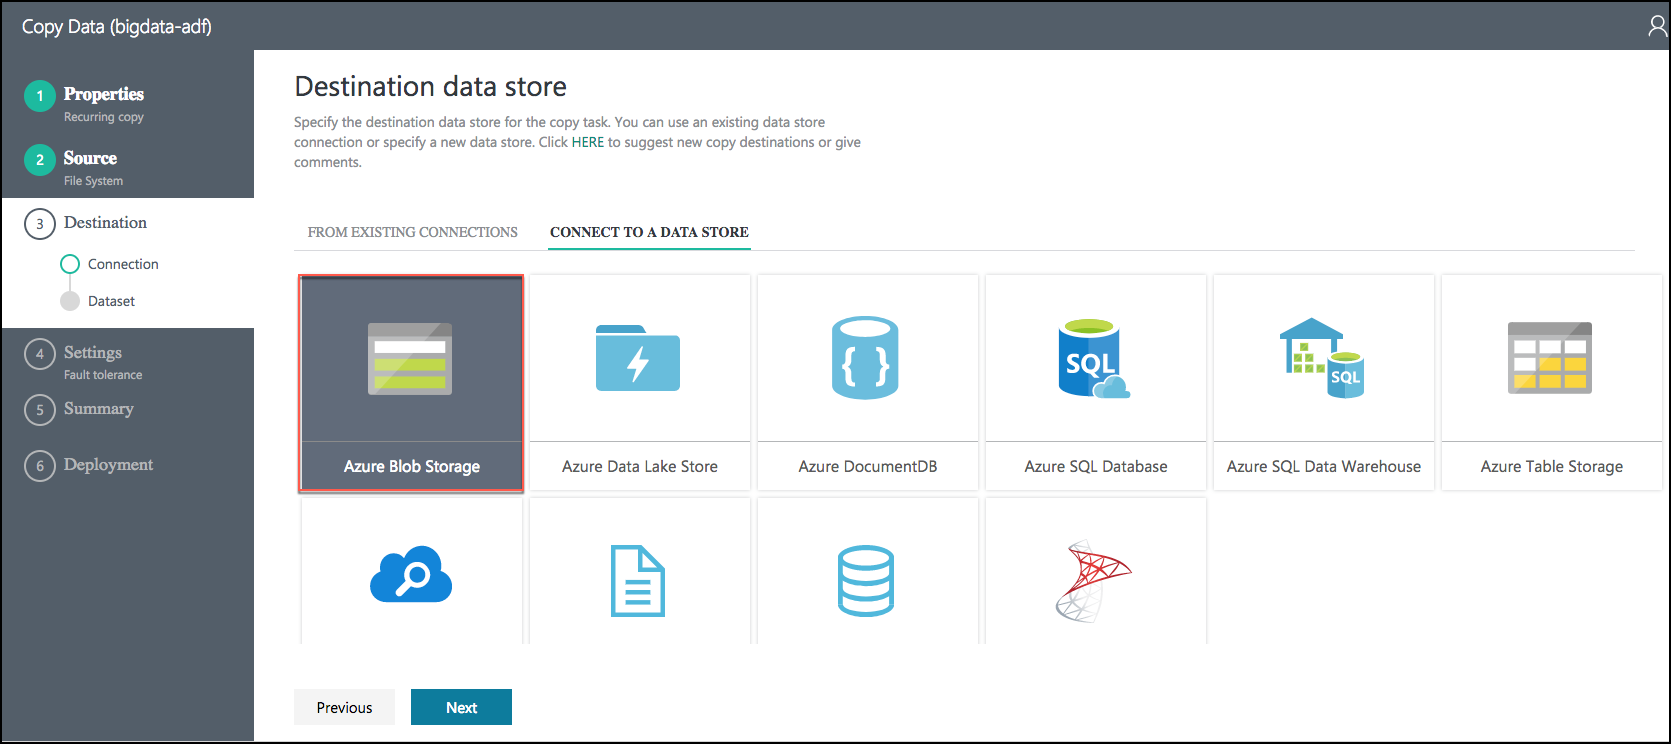 Copy Data (bigdata-adf)
1 Properties
Recurring copy
2 Source
File System
3 Destination
Connection
Dataset
4 Settings
Fault tolerance
5 Summary
6 Deployment
Destination data store
Specify the destination data store for the copy task. You can use an existing data store
connection or specify a new data store. Click HERE to suggest new copy destinations or give
comments.
FROM EXISTING CONNECTIONS CONNECT TO A DATA STORE
{ } SQL SQL
Azure Blob Storage Azure Data Lake Store Azure DocumentDB Azure SQL Database Azure SQL Data Warehouse Azure Table Storage
Previous Next